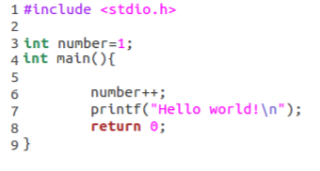 1 #include <stdio.h>
2
3 int number=1;
4 int main(){
5
6         number++;
7         printf("Hello world!\n");
8         return 0;
9 }